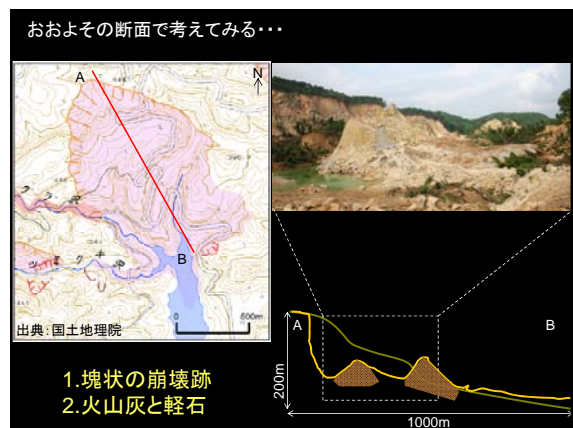 おおよその断面で考えてみる・・・
A
N
B
出典:国土地理院
0
500m
A
B
200m
1000m
1.塊状の崩壊跡
2.火山灰と軽石